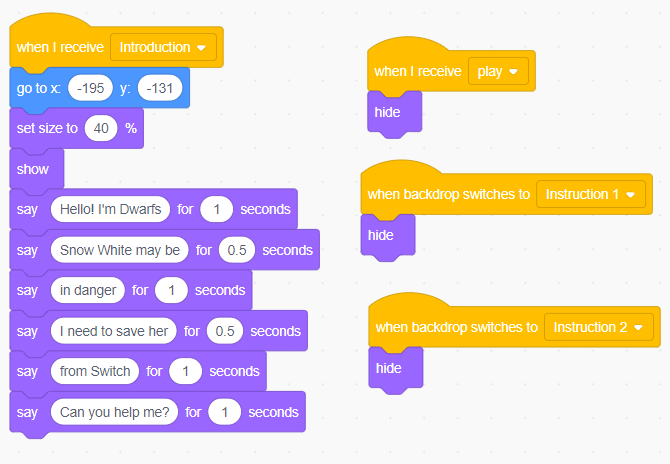 when I receive Introduction
go to x: -195 y: -131
set size to 40 %
show
say Hello! I'm Dwarfs for 1 seconds
say Snow White may be for 0.5 seconds
say in danger for 1 seconds
say I need to save her for 0.5 seconds
say from Switch for 1 seconds
say Can you help me? for 1 seconds
when I receive play
hide
when backdrop switches to Instruction 1
hide
when backdrop switches to Instruction 2
hide